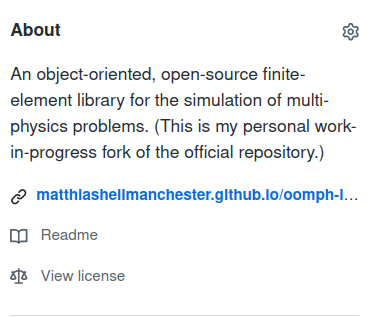 About
An object-oriented, open-source finite-
element library for the simulation of multi-
physics problems. (This is my personal work-
in-progress fork of the official repository.)
matthiasheilmanchester.github.io/oomph-l...
Readme
View license